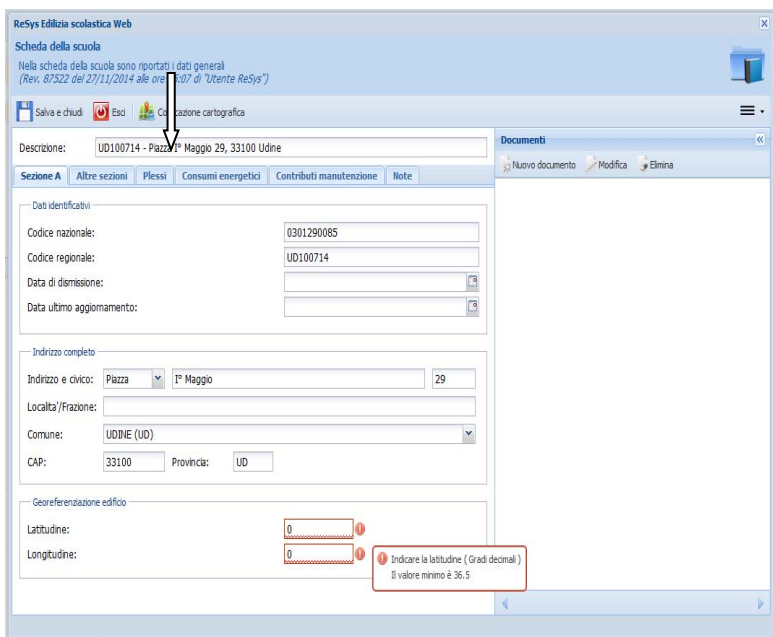 ReSys Edilizia scolastica Web
Scheda della scuola
Nella scheda della scuola sono riportati i dati generali
(Rev. 87522 del 27/11/2014 alle ore :07 di "Utente ReSys")
Salva e chiudi Esci Co azione cartografica
Descrizione: UD100714 - Piazza I° Maggio 29, 33100 Udine
Sezione A Altre sezioni Plessi Consumi energetici Contributi manutenzione Note
Dati identificativi
Codice nazionale: 0301290085
Codice regionale: UD100714
Data di dismissione:
Data ultimo aggiornamento:
Indirizzo completo
Indirizzo e civico: Piazza I° Maggio 29
Localita'/Frazione:
Comune: UDINE (UD)
CAP: 33100 Provincia: UD
Georeferenziazione edificio
Latitudine: 0
Longitudine: 0
Indicare la latitudine ( Gradi decimali )
Il valore minimo è 36.5
Documenti
Nuovo documento Modifica Elimina